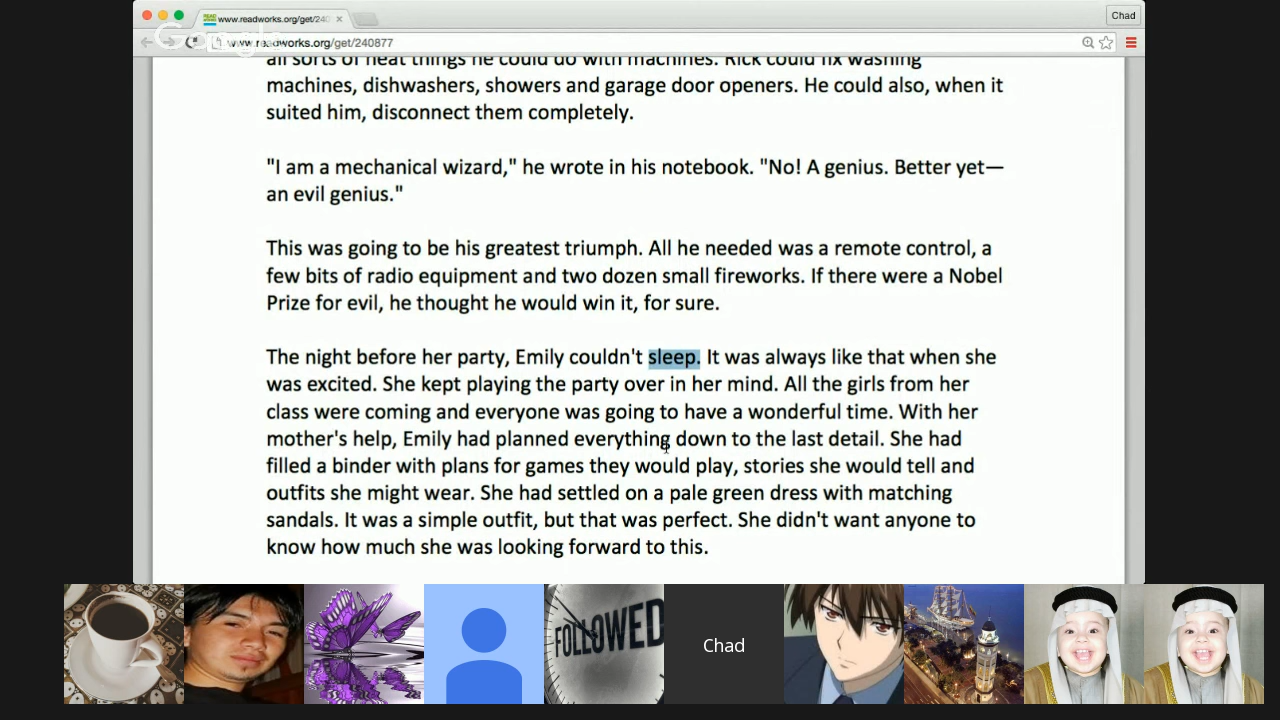 www.readworks.org/get/240
Chad
Google
www.readworks.org/get/240877
all sorts of neat things he could do with machines. Rick could fix washing
machines, dishwashers, showers and garage door openers. He could also, when it
suited him, disconnect them completely.
"I am a mechanical wizard," he wrote in his notebook. "No! A genius. Better yet—
an evil genius."
This was going to be his greatest triumph. All he needed was a remote control, a
few bits of radio equipment and two dozen small fireworks. If there were a Nobel
Prize for evil, he thought he would win it, for sure.
The night before her party, Emily couldn't sleep. It was always like that when she
was excited. She kept playing the party over in her mind. All the girls from her
class were coming and everyone was going to have a wonderful time. With her
mother's help, Emily had planned everything down to the last detail. She had
filled a binder with plans for games they would play, stories she would tell and
outfits she might wear. She had settled on a pale green dress with matching
sandals. It was a simple outfit, but that was perfect. She didn't want anyone to
know how much she was looking forward to this.
FOLLOWED
Chad